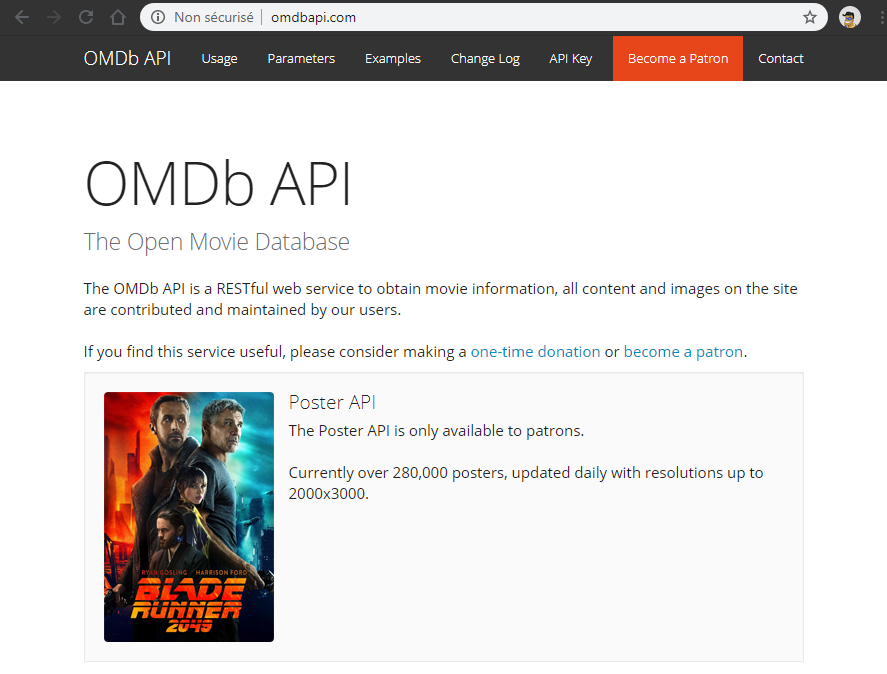 Non sécurisé | omdbapi.com
OMDb API Usage Parameters Examples Change Log API Key Become a Patron Contact
OMDb API
The Open Movie Database
The OMDb API is a RESTful web service to obtain movie information, all content and images on the site
are contributed and maintained by our users.
If you find this service useful, please consider making a one-time donation or become a patron.
Poster API
The Poster API is only available to patrons.
Currently over 280,000 posters, updated daily with resolutions up to
2000x3000.
RYAN GOSLING HARRISON FORD
BLADE
RUNNER
2049